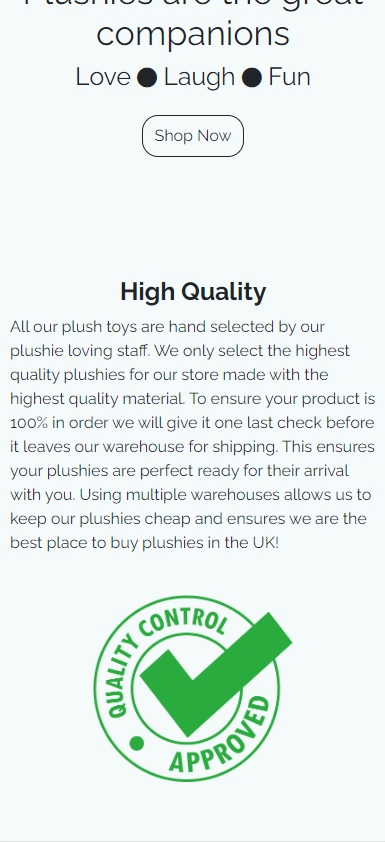 Plushies are the great
companions
Love ● Laugh ● Fun
Shop Now
High Quality
All our plush toys are hand selected by our
plushie loving staff. We only select the highest
quality plushies for our store made with the
highest quality material. To ensure your product is
100% in order we will give it one last check before
it leaves our warehouse for shipping. This ensures
your plushies are perfect ready for their arrival
with you. Using multiple warehouses allows us to
keep our plushies cheap and ensures we are the
best place to buy plushies in the UK!
QUALITY CONTROL
APPROVED